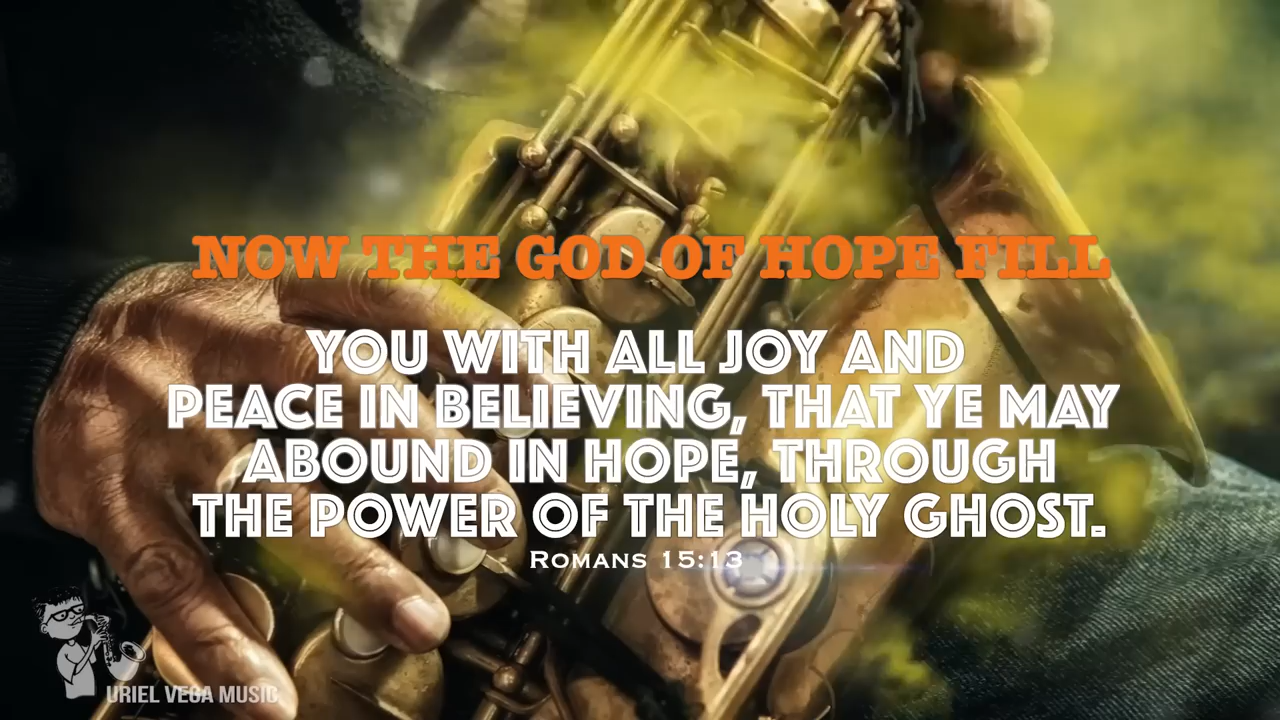 NOW THE GOD OF HOPE FILL
YOU WITH ALL JOY AND
PEACE IN BELIEVING, THAT YE MAY
ABOUND IN HOPE, THROUGH
THE POWER OF THE HOLY GHOST.
ROMANS 15:13
URIEL VEGA MUSIC